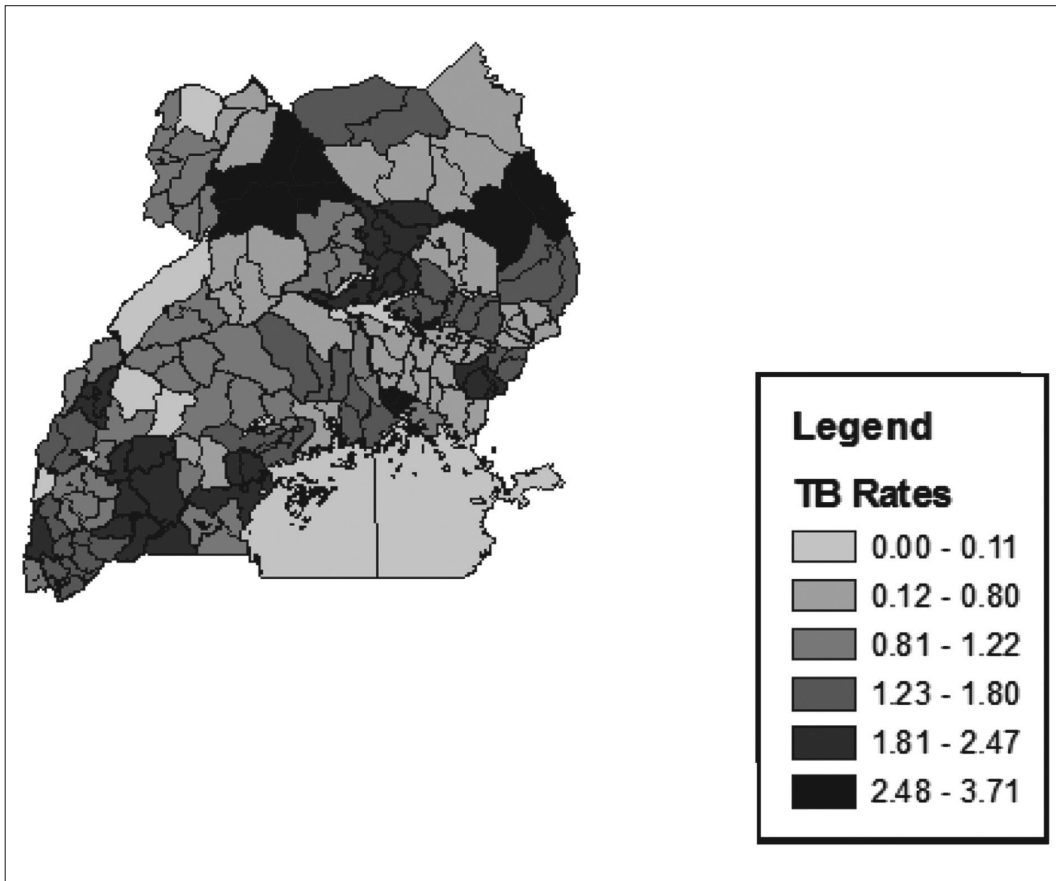 Legend
TB Rates
0.00 - 0.11
0.12 - 0.80
0.81 - 1.22
1.23 - 1.80
1.81 - 2.47
2.48 - 3.71